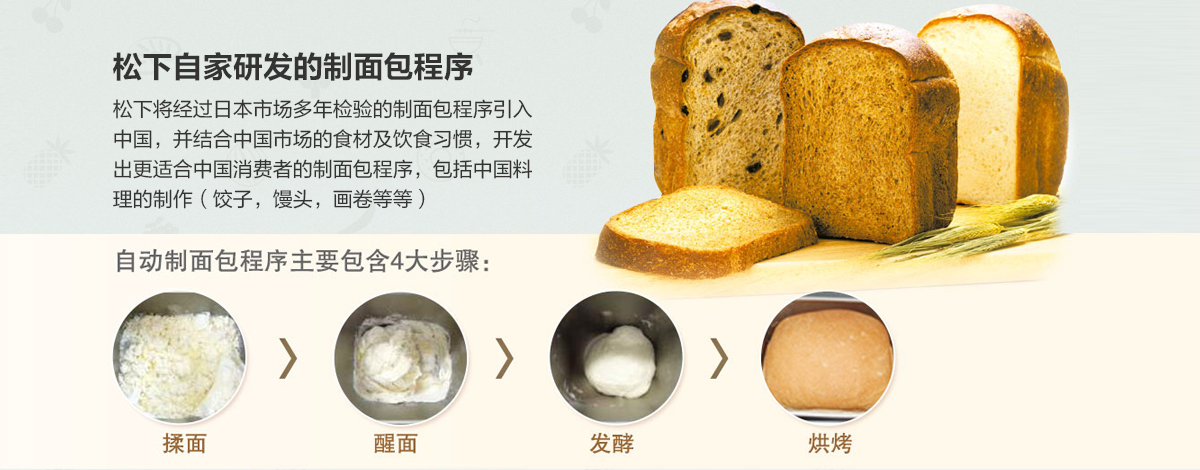 松下自家研发的制面包程序
松下将经过日本市场多年检验的制面包程序引入
中国，并结合中国市场的食材及饮食习惯，开发
出更适合中国消费者的制面包程序，包括中国料
理的制作（饺子，馒头，画卷等等）
自动制面包程序主要包含4大步骤：
揉面
醒面
发酵
烘烤